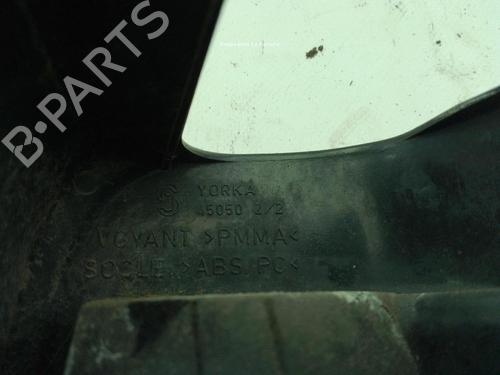 B-PARTS
YORKA
45050 2/2
VOYANT >PMMA<
SOCLE >ABS/PC<